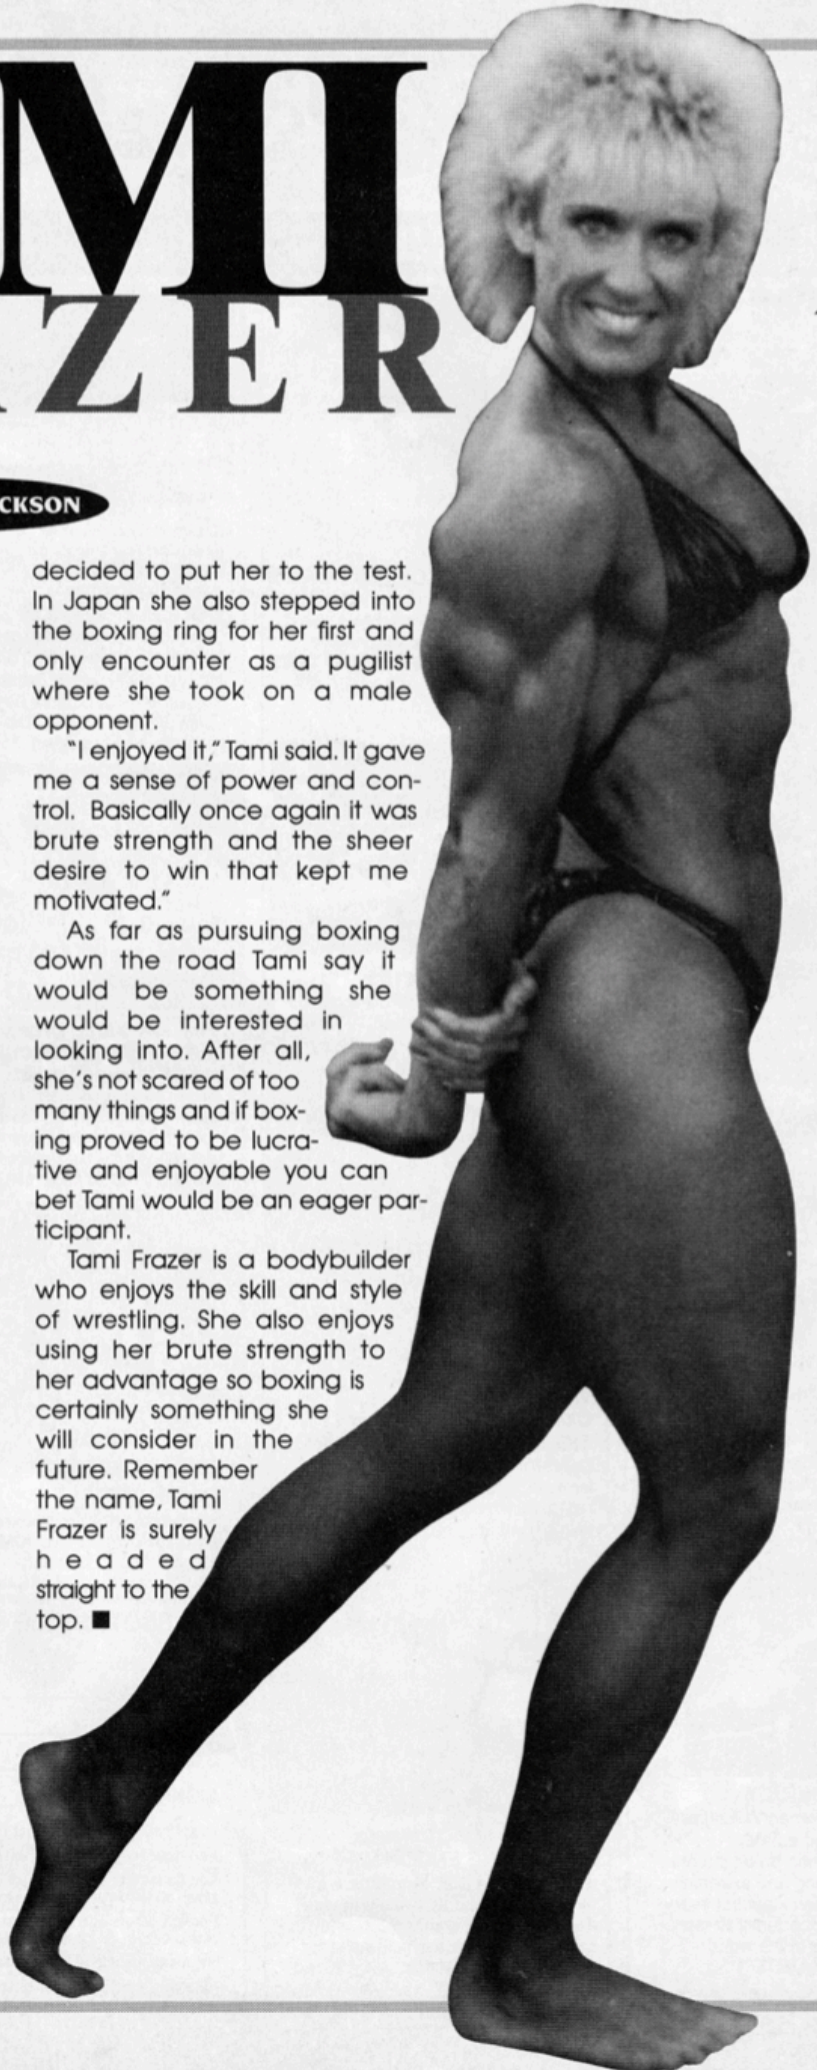 MI
ZER
CKSON
decided to put her to the test.
In Japan she also stepped into
the boxing ring for her first and
only encounter as a pugilist
where she took on a male
opponent.
"I enjoyed it," Tami said. It gave
me a sense of power and con-
trol. Basically once again it was
brute strength and the sheer
desire to win that kept me
motivated."
As far as pursuing boxing
down the road Tami say it
would be something she
would be interested in
looking into. After all,
she's not scared of too
many things and if box-
ing proved to be lucra-
tive and enjoyable you can
bet Tami would be an eager par-
ticipant.
Tami Frazer is a bodybuilder
who enjoys the skill and style
of wrestling. She also enjoys
using her brute strength to
her advantage so boxing is
certainly something she
will consider in the
future. Remember
the name, Tami
Frazer is surely
headed
straight to the
top. ■